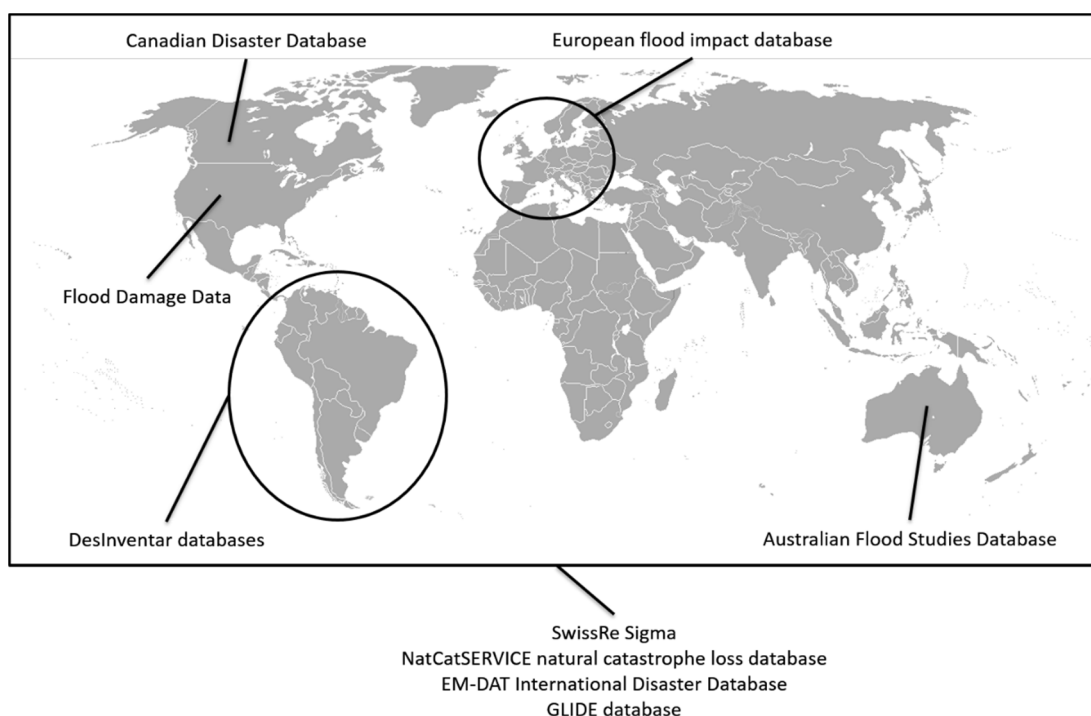 Canadian Disaster Database
European flood impact database
Flood Damage Data
DesInventar databases
Australian Flood Studies Database
SwissRe Sigma
NatCatSERVICE natural catastrophe loss database
EM-DAT International Disaster Database
GLIDE database